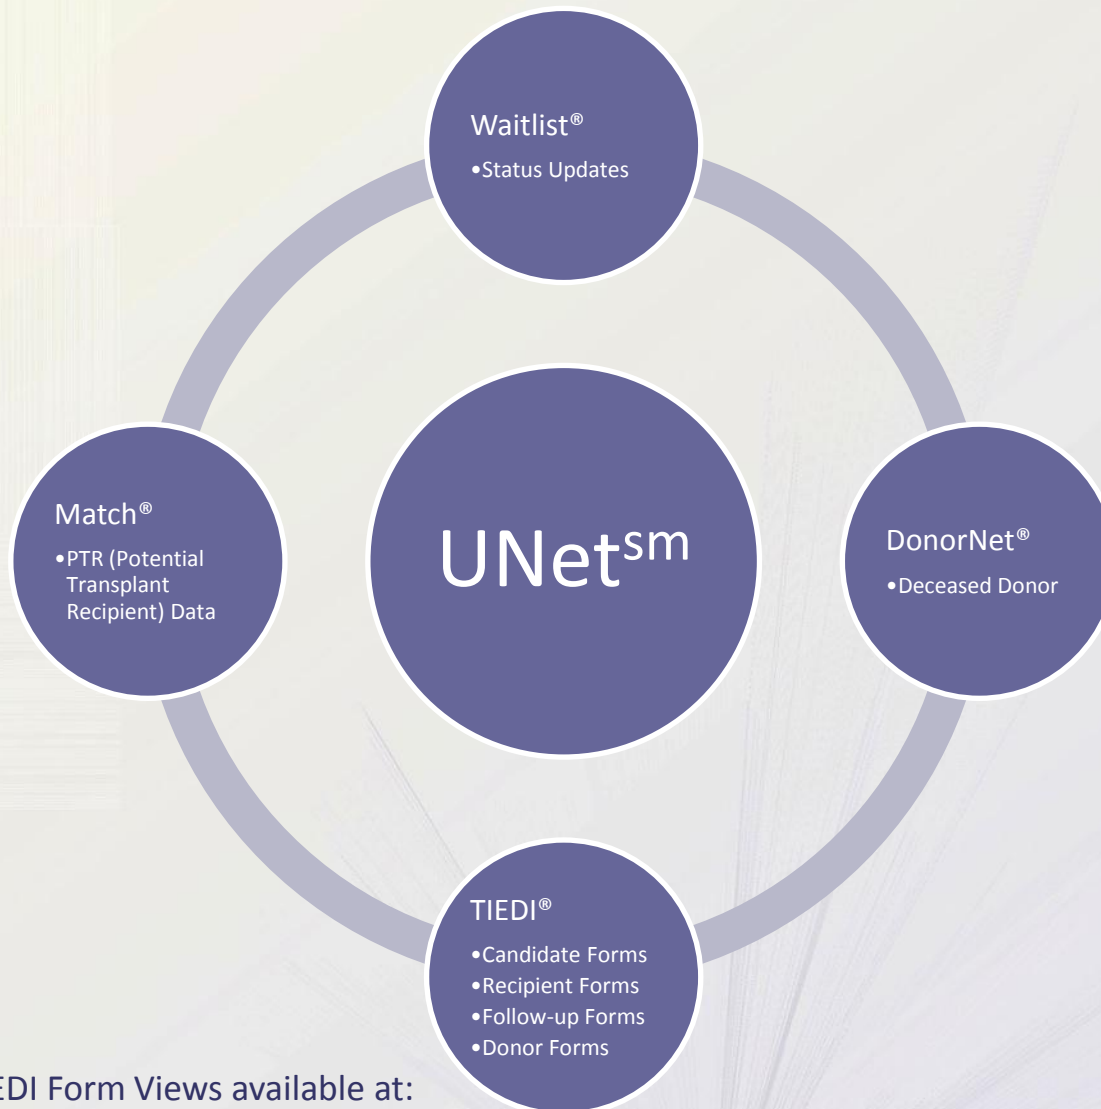 Waitlist®
•Status Updates
Match®
•PTR (Potential
Transplant
Recipient) Data
UNetsm
DonorNet®
•Deceased Donor
TIEDI®
•Candidate Forms
•Recipient Forms
•Follow-up Forms
•Donor Forms
EDI Form Views available at: